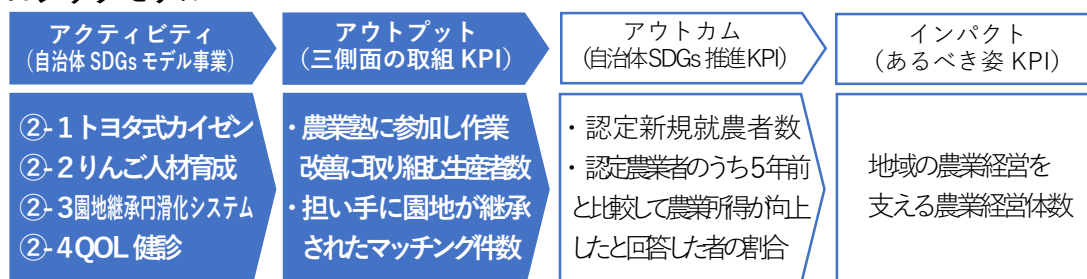 アクティビティ
(自治体 SDGs モデル事業)
アウトプット
(三側面の取組 KPI)
アウトカム
(自治体SDGs 推進KPI)
インパクト
(あるべき姿 KPI)
②-1トヨタ式カイゼン
②-2りんご人材育成
②-3園地継承円滑化システム
②-4QOL 健診
・農業塾に参加し作業
改善に取り組む生産者数
・担い手に園地が継承
されたマッチング件数
・認定新規就農者数
・認定農業者のうち5年前
と比較して農業所得が向上
したと回答した者の割合
地域の農業経営を
支える農業経営体数